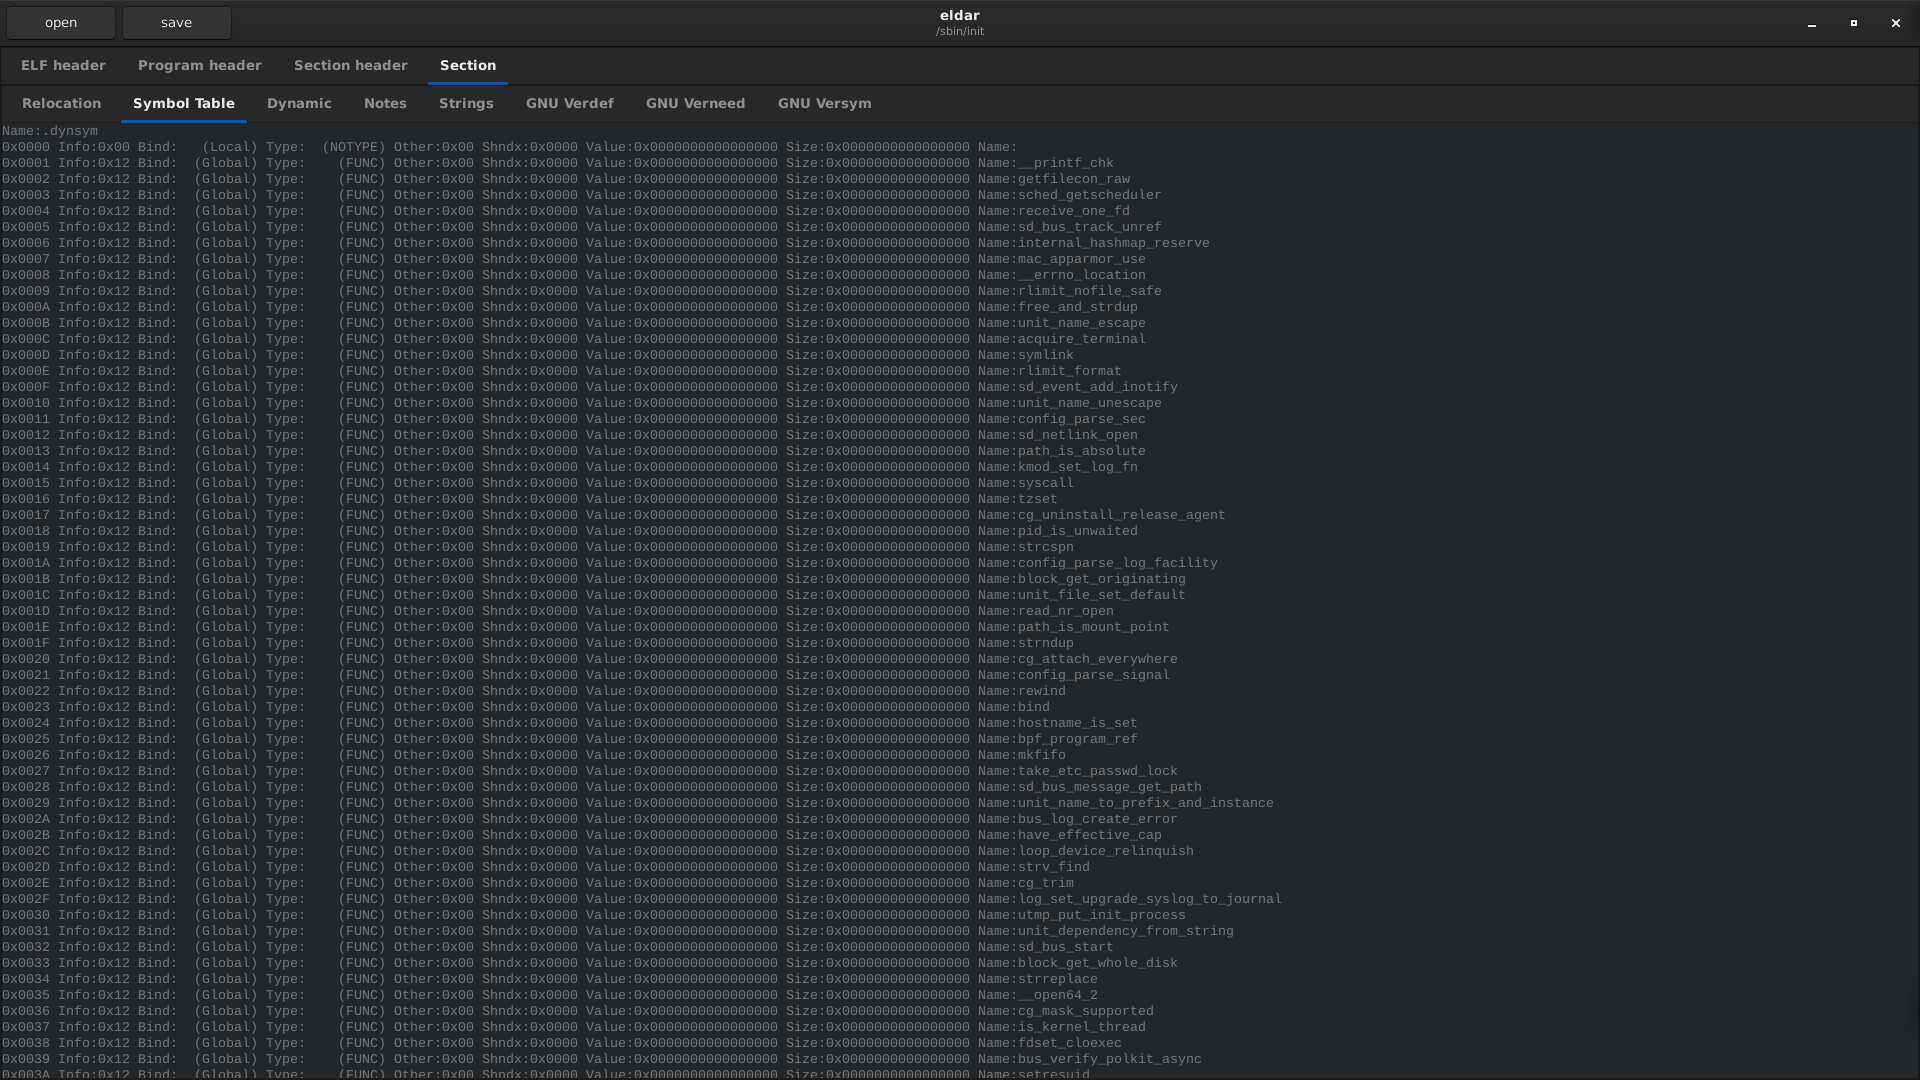 open save eldar
/sbin/init
ELF header Program header Section header Section
Relocation Symbol Table Dynamic Notes Strings GNU Verdef GNU Verneed GNU Versym
Name:.dynsym
0x0000 Info:0x00 Bind:   (Local) Type:  (NOTYPE) Other:0x00 Shndx:0x0000 Value:0x0000000000000000 Size:0x0000000000000000 Name:
0x0001 Info:0x12 Bind:  (Global) Type:    (FUNC) Other:0x00 Shndx:0x0000 Value:0x0000000000000000 Size:0x0000000000000000 Name:__printf_chk
0x0002 Info:0x12 Bind:  (Global) Type:    (FUNC) Other:0x00 Shndx:0x0000 Value:0x0000000000000000 Size:0x0000000000000000 Name:getfilecon_raw
0x0003 Info:0x12 Bind:  (Global) Type:    (FUNC) Other:0x00 Shndx:0x0000 Value:0x0000000000000000 Size:0x0000000000000000 Name:sched_getscheduler
0x0004 Info:0x12 Bind:  (Global) Type:    (FUNC) Other:0x00 Shndx:0x0000 Value:0x0000000000000000 Size:0x0000000000000000 Name:receive_one_fd
0x0005 Info:0x12 Bind:  (Global) Type:    (FUNC) Other:0x00 Shndx:0x0000 Value:0x0000000000000000 Size:0x0000000000000000 Name:sd_bus_track_unref
0x0006 Info:0x12 Bind:  (Global) Type:    (FUNC) Other:0x00 Shndx:0x0000 Value:0x0000000000000000 Size:0x0000000000000000 Name:internal_hashmap_reserve
0x0007 Info:0x12 Bind:  (Global) Type:    (FUNC) Other:0x00 Shndx:0x0000 Value:0x0000000000000000 Size:0x0000000000000000 Name:mac_apparmor_use
0x0008 Info:0x12 Bind:  (Global) Type:    (FUNC) Other:0x00 Shndx:0x0000 Value:0x0000000000000000 Size:0x0000000000000000 Name:__errno_location
0x0009 Info:0x12 Bind:  (Global) Type:    (FUNC) Other:0x00 Shndx:0x0000 Value:0x0000000000000000 Size:0x0000000000000000 Name:rlimit_nofile_safe
0x000A Info:0x12 Bind:  (Global) Type:    (FUNC) Other:0x00 Shndx:0x0000 Value:0x0000000000000000 Size:0x0000000000000000 Name:free_and_strdup
0x000B Info:0x12 Bind:  (Global) Type:    (FUNC) Other:0x00 Shndx:0x0000 Value:0x0000000000000000 Size:0x0000000000000000 Name:unit_name_escape
0x000C Info:0x12 Bind:  (Global) Type:    (FUNC) Other:0x00 Shndx:0x0000 Value:0x0000000000000000 Size:0x0000000000000000 Name:acquire_terminal
0x000D Info:0x12 Bind:  (Global) Type:    (FUNC) Other:0x00 Shndx:0x0000 Value:0x0000000000000000 Size:0x0000000000000000 Name:symlink
0x000E Info:0x12 Bind:  (Global) Type:    (FUNC) Other:0x00 Shndx:0x0000 Value:0x0000000000000000 Size:0x0000000000000000 Name:rlimit_format
0x000F Info:0x12 Bind:  (Global) Type:    (FUNC) Other:0x00 Shndx:0x0000 Value:0x0000000000000000 Size:0x0000000000000000 Name:sd_event_add_inotify
0x0010 Info:0x12 Bind:  (Global) Type:    (FUNC) Other:0x00 Shndx:0x0000 Value:0x0000000000000000 Size:0x0000000000000000 Name:unit_name_unescape
0x0011 Info:0x12 Bind:  (Global) Type:    (FUNC) Other:0x00 Shndx:0x0000 Value:0x0000000000000000 Size:0x0000000000000000 Name:config_parse_sec
0x0012 Info:0x12 Bind:  (Global) Type:    (FUNC) Other:0x00 Shndx:0x0000 Value:0x0000000000000000 Size:0x0000000000000000 Name:sd_netlink_open
0x0013 Info:0x12 Bind:  (Global) Type:    (FUNC) Other:0x00 Shndx:0x0000 Value:0x0000000000000000 Size:0x0000000000000000 Name:path_is_absolute
0x0014 Info:0x12 Bind:  (Global) Type:    (FUNC) Other:0x00 Shndx:0x0000 Value:0x0000000000000000 Size:0x0000000000000000 Name:kmod_set_log_fn
0x0015 Info:0x12 Bind:  (Global) Type:    (FUNC) Other:0x00 Shndx:0x0000 Value:0x0000000000000000 Size:0x0000000000000000 Name:syscall
0x0016 Info:0x12 Bind:  (Global) Type:    (FUNC) Other:0x00 Shndx:0x0000 Value:0x0000000000000000 Size:0x0000000000000000 Name:tzset
0x0017 Info:0x12 Bind:  (Global) Type:    (FUNC) Other:0x00 Shndx:0x0000 Value:0x0000000000000000 Size:0x0000000000000000 Name:cg_uninstall_release_agent
0x0018 Info:0x12 Bind:  (Global) Type:    (FUNC) Other:0x00 Shndx:0x0000 Value:0x0000000000000000 Size:0x0000000000000000 Name:pid_is_unwaited
0x0019 Info:0x12 Bind:  (Global) Type:    (FUNC) Other:0x00 Shndx:0x0000 Value:0x0000000000000000 Size:0x0000000000000000 Name:strcspn
0x001A Info:0x12 Bind:  (Global) Type:    (FUNC) Other:0x00 Shndx:0x0000 Value:0x0000000000000000 Size:0x0000000000000000 Name:config_parse_log_facility
0x001B Info:0x12 Bind:  (Global) Type:    (FUNC) Other:0x00 Shndx:0x0000 Value:0x0000000000000000 Size:0x0000000000000000 Name:block_get_originating
0x001C Info:0x12 Bind:  (Global) Type:    (FUNC) Other:0x00 Shndx:0x0000 Value:0x0000000000000000 Size:0x0000000000000000 Name:unit_file_set_default
0x001D Info:0x12 Bind:  (Global) Type:    (FUNC) Other:0x00 Shndx:0x0000 Value:0x0000000000000000 Size:0x0000000000000000 Name:read_nr_open
0x001E Info:0x12 Bind:  (Global) Type:    (FUNC) Other:0x00 Shndx:0x0000 Value:0x0000000000000000 Size:0x0000000000000000 Name:path_is_mount_point
0x001F Info:0x12 Bind:  (Global) Type:    (FUNC) Other:0x00 Shndx:0x0000 Value:0x0000000000000000 Size:0x0000000000000000 Name:strndup
0x0020 Info:0x12 Bind:  (Global) Type:    (FUNC) Other:0x00 Shndx:0x0000 Value:0x0000000000000000 Size:0x0000000000000000 Name:cg_attach_everywhere
0x0021 Info:0x12 Bind:  (Global) Type:    (FUNC) Other:0x00 Shndx:0x0000 Value:0x0000000000000000 Size:0x0000000000000000 Name:config_parse_signal
0x0022 Info:0x12 Bind:  (Global) Type:    (FUNC) Other:0x00 Shndx:0x0000 Value:0x0000000000000000 Size:0x0000000000000000 Name:rewind
0x0023 Info:0x12 Bind:  (Global) Type:    (FUNC) Other:0x00 Shndx:0x0000 Value:0x0000000000000000 Size:0x0000000000000000 Name:bind
0x0024 Info:0x12 Bind:  (Global) Type:    (FUNC) Other:0x00 Shndx:0x0000 Value:0x0000000000000000 Size:0x0000000000000000 Name:hostname_is_set
0x0025 Info:0x12 Bind:  (Global) Type:    (FUNC) Other:0x00 Shndx:0x0000 Value:0x0000000000000000 Size:0x0000000000000000 Name:bpf_program_ref
0x0026 Info:0x12 Bind:  (Global) Type:    (FUNC) Other:0x00 Shndx:0x0000 Value:0x0000000000000000 Size:0x0000000000000000 Name:mkfifo
0x0027 Info:0x12 Bind:  (Global) Type:    (FUNC) Other:0x00 Shndx:0x0000 Value:0x0000000000000000 Size:0x0000000000000000 Name:take_etc_passwd_lock
0x0028 Info:0x12 Bind:  (Global) Type:    (FUNC) Other:0x00 Shndx:0x0000 Value:0x0000000000000000 Size:0x0000000000000000 Name:sd_bus_message_get_path
0x0029 Info:0x12 Bind:  (Global) Type:    (FUNC) Other:0x00 Shndx:0x0000 Value:0x0000000000000000 Size:0x0000000000000000 Name:unit_name_to_prefix_and_instance
0x002A Info:0x12 Bind:  (Global) Type:    (FUNC) Other:0x00 Shndx:0x0000 Value:0x0000000000000000 Size:0x0000000000000000 Name:bus_log_create_error
0x002B Info:0x12 Bind:  (Global) Type:    (FUNC) Other:0x00 Shndx:0x0000 Value:0x0000000000000000 Size:0x0000000000000000 Name:have_effective_cap
0x002C Info:0x12 Bind:  (Global) Type:    (FUNC) Other:0x00 Shndx:0x0000 Value:0x0000000000000000 Size:0x0000000000000000 Name:loop_device_relinquish
0x002D Info:0x12 Bind:  (Global) Type:    (FUNC) Other:0x00 Shndx:0x0000 Value:0x0000000000000000 Size:0x0000000000000000 Name:strv_find
0x002E Info:0x12 Bind:  (Global) Type:    (FUNC) Other:0x00 Shndx:0x0000 Value:0x0000000000000000 Size:0x0000000000000000 Name:cg_trim
0x002F Info:0x12 Bind:  (Global) Type:    (FUNC) Other:0x00 Shndx:0x0000 Value:0x0000000000000000 Size:0x0000000000000000 Name:log_set_upgrade_syslog_to_journal
0x0030 Info:0x12 Bind:  (Global) Type:    (FUNC) Other:0x00 Shndx:0x0000 Value:0x0000000000000000 Size:0x0000000000000000 Name:utmp_put_init_process
0x0031 Info:0x12 Bind:  (Global) Type:    (FUNC) Other:0x00 Shndx:0x0000 Value:0x0000000000000000 Size:0x0000000000000000 Name:unit_dependency_from_string
0x0032 Info:0x12 Bind:  (Global) Type:    (FUNC) Other:0x00 Shndx:0x0000 Value:0x0000000000000000 Size:0x0000000000000000 Name:sd_bus_start
0x0033 Info:0x12 Bind:  (Global) Type:    (FUNC) Other:0x00 Shndx:0x0000 Value:0x0000000000000000 Size:0x0000000000000000 Name:block_get_whole_disk
0x0034 Info:0x12 Bind:  (Global) Type:    (FUNC) Other:0x00 Shndx:0x0000 Value:0x0000000000000000 Size:0x0000000000000000 Name:strreplace
0x0035 Info:0x12 Bind:  (Global) Type:    (FUNC) Other:0x00 Shndx:0x0000 Value:0x0000000000000000 Size:0x0000000000000000 Name:__open64_2
0x0036 Info:0x12 Bind:  (Global) Type:    (FUNC) Other:0x00 Shndx:0x0000 Value:0x0000000000000000 Size:0x0000000000000000 Name:cg_mask_supported
0x0037 Info:0x12 Bind:  (Global) Type:    (FUNC) Other:0x00 Shndx:0x0000 Value:0x0000000000000000 Size:0x0000000000000000 Name:is_kernel_thread
0x0038 Info:0x12 Bind:  (Global) Type:    (FUNC) Other:0x00 Shndx:0x0000 Value:0x0000000000000000 Size:0x0000000000000000 Name:fdset_cloexec
0x0039 Info:0x12 Bind:  (Global) Type:    (FUNC) Other:0x00 Shndx:0x0000 Value:0x0000000000000000 Size:0x0000000000000000 Name:bus_verify_polkit_async
0x003A Info:0x12 Bind:  (Global) Type:    (FUNC) Other:0x00 Shndx:0x0000 Value:0x0000000000000000 Size:0x0000000000000000 Name:setresuid